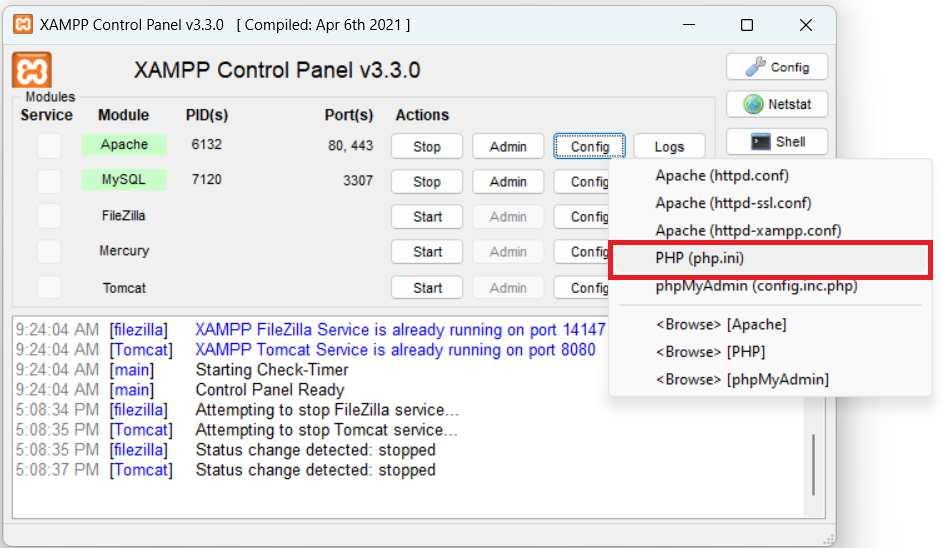 XAMPP Control Panel v3.3.0 [ Compiled: Apr 6th 2021 ]
XAMPP Control Panel v3.3.0
Config
Netstat
Shell
Modules
Service Module PID(s) Port(s) Actions
Apache 6132 80, 443 Stop Admin Config Logs
MySQL 7120 3307 Stop Admin Config
FileZilla Start Admin Config
Mercury Start Admin Config
Tomcat Start Admin Config
Apache (httpd.conf)
Apache (httpd-ssl.conf)
Apache (httpd-xampp.conf)
PHP (php.ini)
phpMyAdmin (config.inc.php)
<Browse> [Apache]
<Browse> [PHP]
<Browse> [phpMyAdmin]
9:24:04 AM [filezilla] XAMPP FileZilla Service is already running on port 14147
9:24:04 AM [Tomcat] XAMPP Tomcat Service is already running on port 8080
9:24:04 AM [main] Starting Check-Timer
9:24:04 AM [main] Control Panel Ready
5:08:34 PM [filezilla] Attempting to stop FileZilla service...
5:08:35 PM [Tomcat] Attempting to stop Tomcat service...
5:08:35 PM [filezilla] Status change detected: stopped
5:08:37 PM [Tomcat] Status change detected: stopped